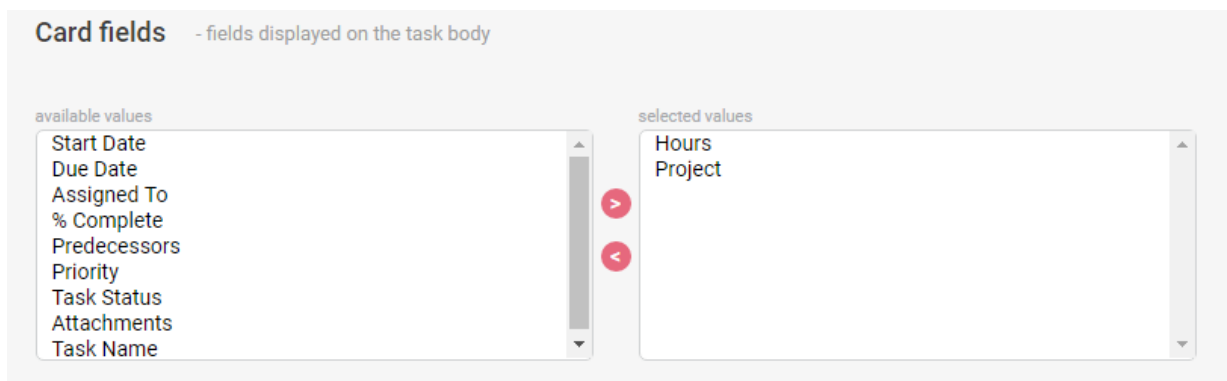 Card fields - fields displayed on the task body
available values
Start Date
Due Date
Assigned To
% Complete
Predecessors
Priority
Task Status
Attachments
Task Name
>
<
selected values
Hours
Project